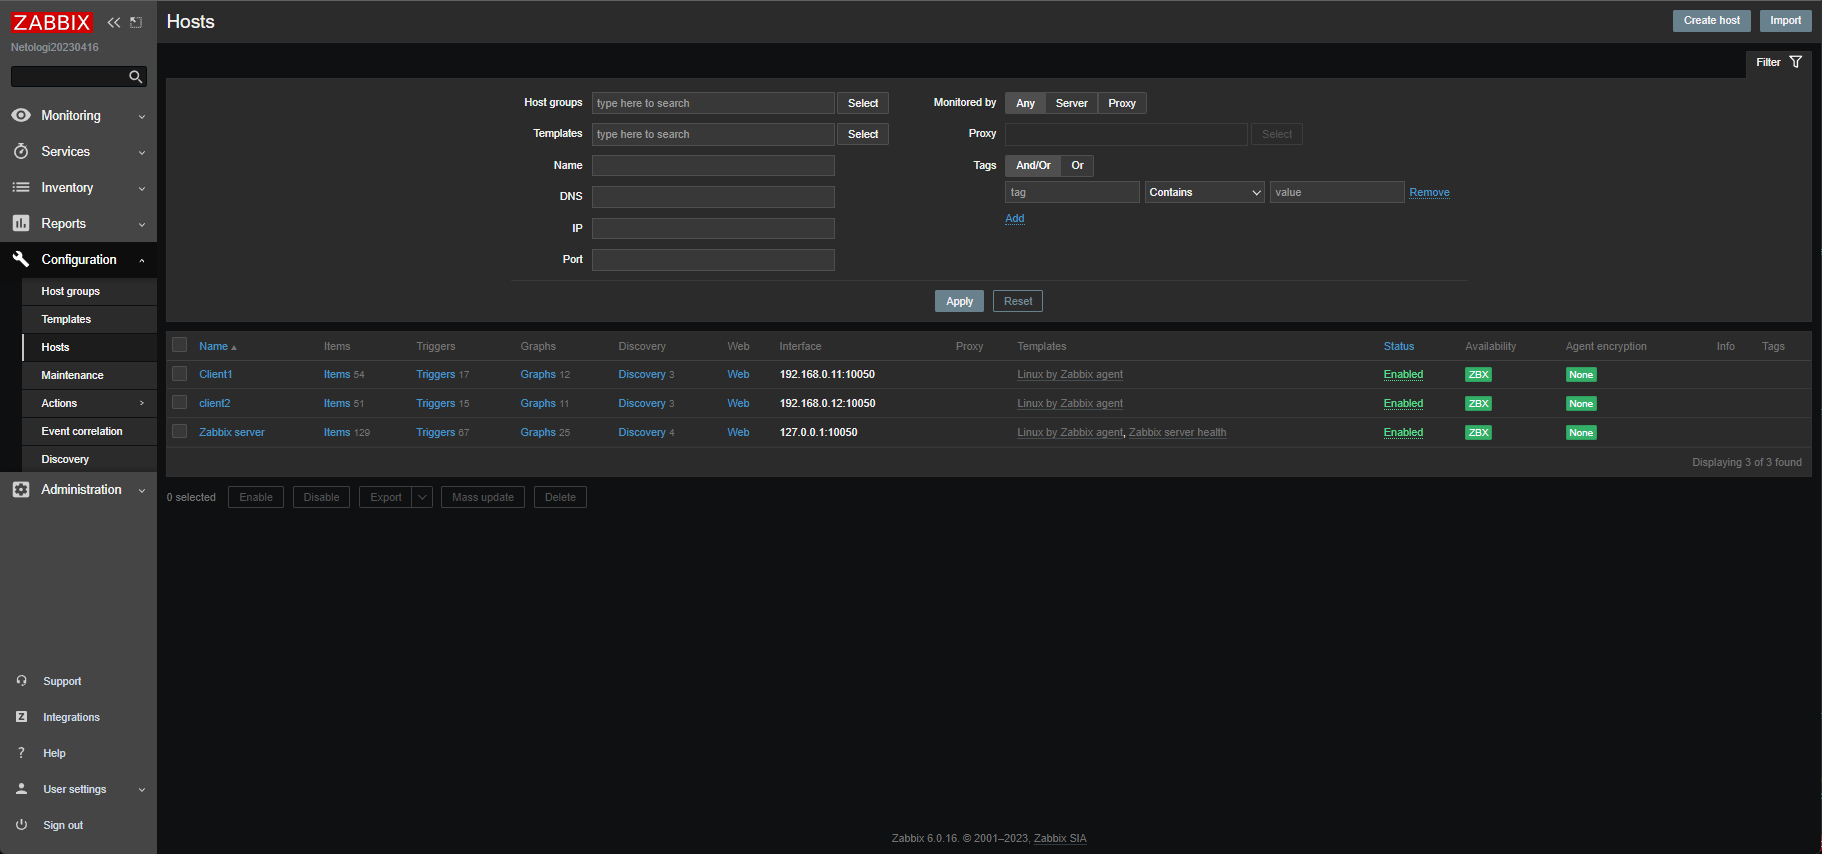 ZABBIX
Netologi20230416
Monitoring
Services
Inventory
Reports
Configuration
Host groups
Templates
Hosts
Maintenance
Actions
Event correlation
Discovery
Administration
Support
Integrations
Help
User settings
Sign out
Hosts
Create host Import
Filter
Host groups type here to search Select
Templates type here to search Select
Name
DNS
IP
Port
Monitored by Any Server Proxy
Proxy Select
Tags And/Or Or
tag Contains value Remove
Add
Apply Reset
Name Items Triggers Graphs Discovery Web Interface Proxy Templates Status Availability Agent encryption Info Tags
Client1 Items 54 Triggers 17 Graphs 12 Discovery 3 Web 192.168.0.11:10050 Linux by Zabbix agent Enabled ZBX None
client2 Items 51 Triggers 15 Graphs 11 Discovery 3 Web 192.168.0.12:10050 Linux by Zabbix agent Enabled ZBX None
Zabbix server Items 129 Triggers 67 Graphs 25 Discovery 4 Web 127.0.0.1:10050 Linux by Zabbix agent, Zabbix server health Enabled ZBX None
Displaying 3 of 3 found
0 selected Enable Disable Export Mass update Delete
Zabbix 6.0.16. © 2001–2023, Zabbix SIA